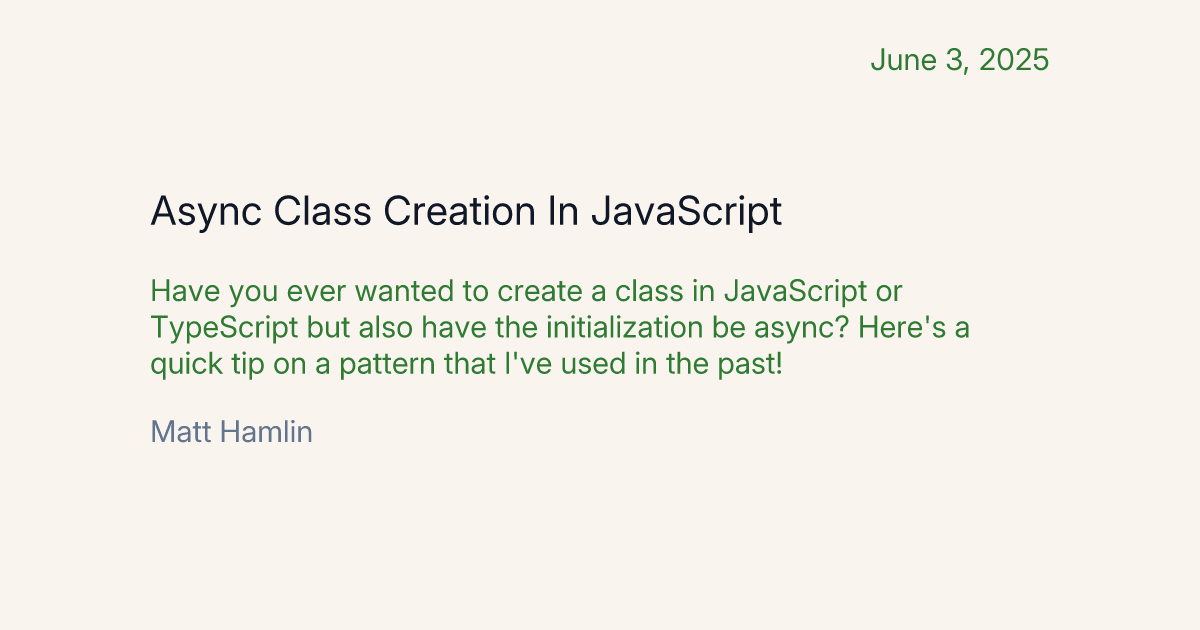 June 3, 2025
Async Class Creation In JavaScript
Have you ever wanted to create a class in JavaScript or
TypeScript but also have the initialization be async? Here's a
quick tip on a pattern that I've used in the past!
Matt Hamlin